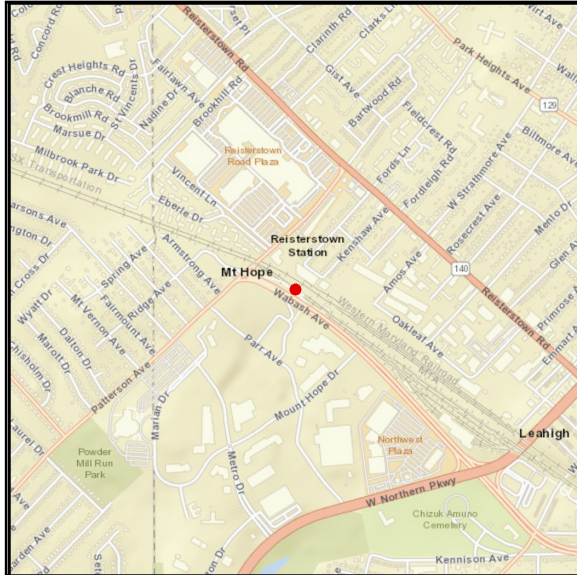 Concord Rd
Crest Heights Rd
Blanche Rd
Brookmill Rd
Marsue Dr
St Vincents Dr
Nadine Dr
Fairlawn Ave
Brookhill Rd
Reisterstown Rd
Clarinth Rd
Clarks Ln
Gist Ave
Bartwood Rd
Park Heights Ave
129
Fieldcrest Rd
Biltmore Ave
Fords Ln
Fordleigh Rd
W Strathmore Ave
Millbrook Park Dr
Reisterstown
Road Plaza
SX Transportation
Vincent Ln
Eberle Dr
Menlo Dr
Rosecrest Ave
Kenshaw Ave
Reisterstown
Station
Amos Ave
140
Spring Ave
Armstrong Ave
Mt Hope
Wabash Ave
Western Maryland Railroad
MTA
Reisterstown Rd
Oakleaf Ave
Primrose A
Wyatt Dr
Mt Vernon Ave
Fairmount Ave
Ridge Ave
Dalton Dr
Marott Dr
Chisholm Dr
Parr Ave
Patterson Ave
Marian Dr
Mount Hope Dr
Metro Dr
Northwest
Plaza
Leahigh
Powder
Mill Run
Park
W Northern Pkwy
Chizuk Amuno
Cemetery
Kennison Ave